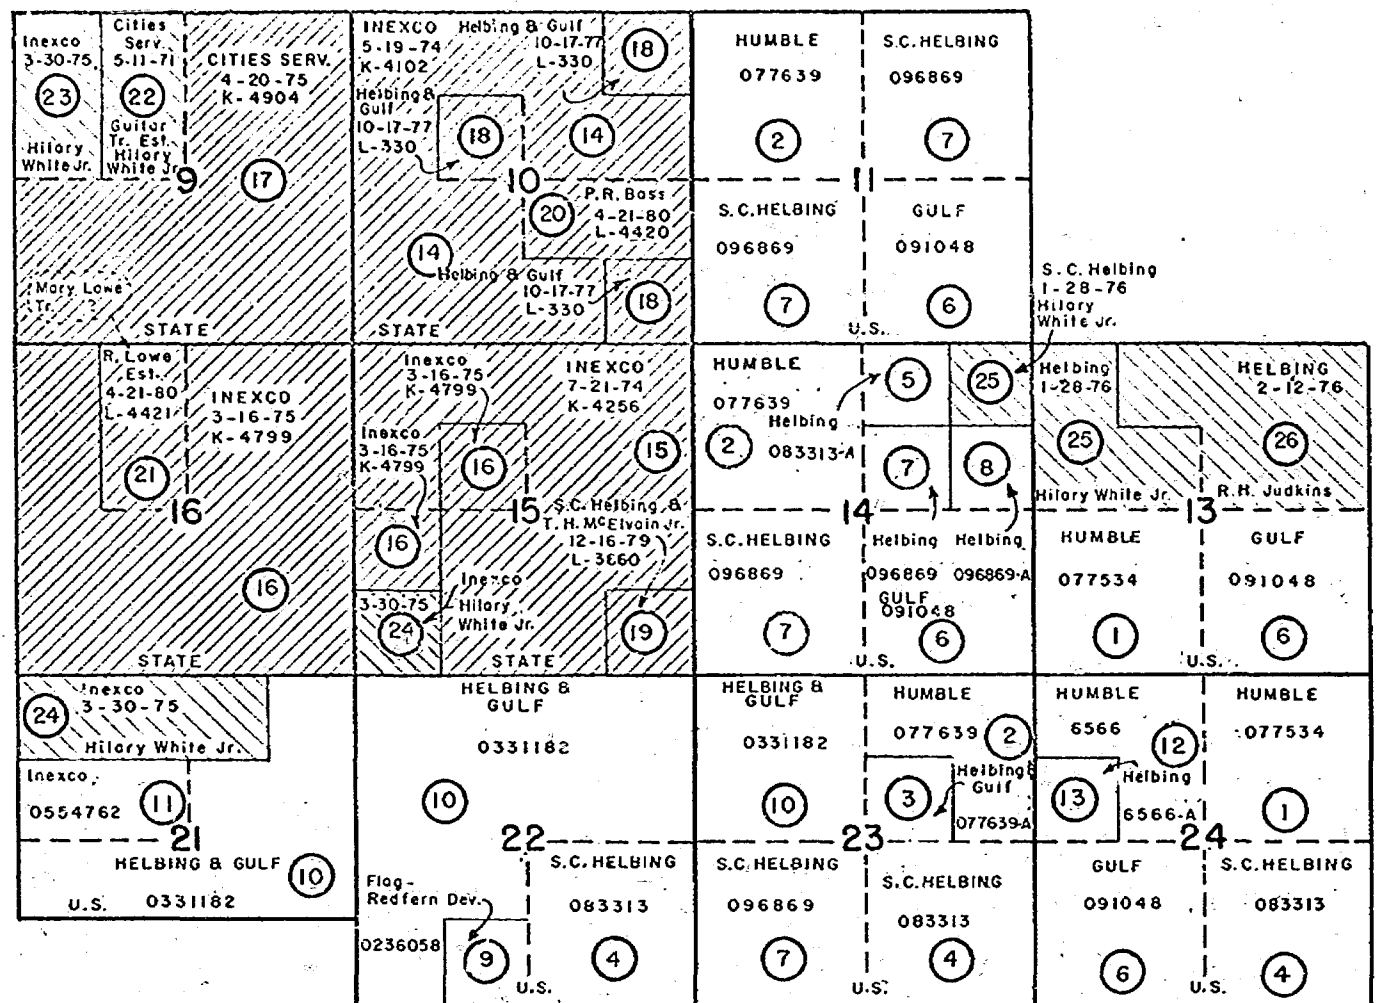 Inexco
3-30-75
23
Hilary
White Jr.
Cities
Serv.
5-11-71
22
Guitar
Tr. Est.
Hilary
White Jr.
CITIES SERV.
4-20-75
K-4904
17
9
(Mary Lowe
Tr.
STATE
INEXCO
5-19-74
K-4102
Helbing & Gulf
10-17-77
L-330
18
Helbing &
Gulf
10-17-77
L-330
18
14
10
20
P.R. Bass
4-21-80
L-4420
14
Helbing & Gulf
10-17-77
L-330
18
STATE
HUMBLE
077639
2
S.C. HELBING
096869
7
11
S.C. HELBING
096869
7
GULF
091048
6
U.S.
S.C. Helbing
1-28-76
Hilary
White Jr.
R. Lowe
Est.
4-21-80
L-4421
21
INEXCO
3-16-75
K-4799
16
16
STATE
Inexco
3-16-75
K-4799
INEXCO
7-21-74
K-4256
15
Inexco
3-16-75
K-4799
16
15
16
S.C. Helbing &
T.H. McElvain Jr.
12-16-79
L-3660
3-30-75
24
Inexco
Hilary
White Jr.
19
STATE
HUMBLE
077639
2
Helbing
083313-A
5
25
7
8
14
S.C. HELBING
096869
7
Helbing
096869
Helbing
096869-A
GULF
091048
6
U.S.
Helbing
1-28-76
25
Hilary White Jr.
HELBING
2-12-76
26
R.H. Judkins
13
HUMBLE
077534
1
GULF
091048
6
U.S.
24
Inexco
3-30-75
Hilary White Jr.
Inexco
0554762
11
21
HELBING & GULF
0331182
10
U.S.
HELBING &
GULF
0331182
10
22
Flag-
Redfern Dev.
0236058
9
S.C. HELBING
083313
4
U.S.
HELBING &
GULF
0331182
10
HUMBLE
077639
2
3
Helbing &
Gulf
077639-A
23
S.C. HELBING
096869
7
S.C. HELBING
083313
4
U.S.
HUMBLE
6566
12
13
Helbing
6566-A
HUMBLE
077534
1
24
GULF
091048
6
S.C. HELBING
083313
4
U.S.